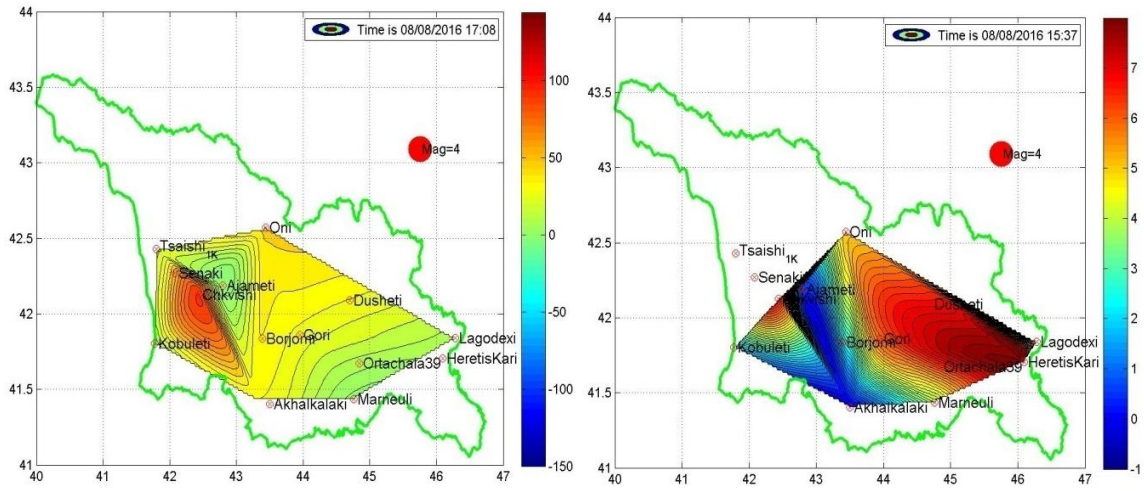 Time is 08/08/2016 17:08
44
43.5
43
42.5
42
41.5
41
40 41 42 43 44 45 46 47
Mag=4
Oni
Tsaishi 1K
Senaki
Ajameti
Chkvishi
Dusheti
Kobuleti
Borjomi
Gori
Lagodexi
Ortachala39
HeretisKari
Akhalkalaki
Marneuli
100
50
0
-50
-100
-150
Time is 08/08/2016 15:37
44
43.5
43
42.5
42
41.5
41
40 41 42 43 44 45 46 47
Mag=4
Oni
Tsaishi 1K
Senaki
Ajameti
Dusheti
Kobuleti
Borjomi
Gori
Lagodexi
Ortachala39
HeretisKari
Akhalkalaki
Marneuli
7
6
5
4
3
2
1
0
-1